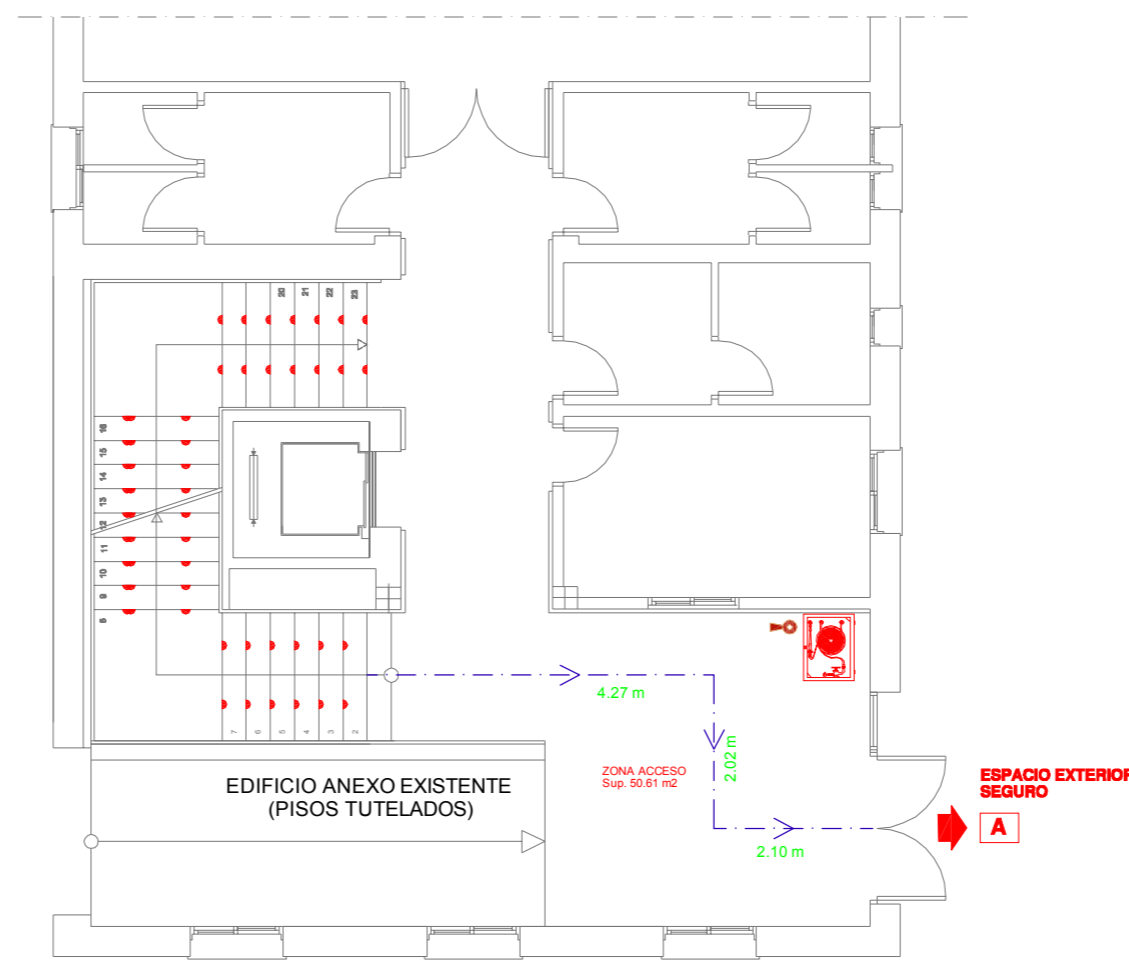 20
21
22
23
16
15
14
13
12
11
10
9
8
7
6
5
4
3
2
4.27 m
2.02 m
ZONA ACCESO
Sup. 50.61 m2
2.10 m
EDIFICIO ANEXO EXISTENTE
(PISOS TUTELADOS)
ESPACIO EXTERIOR
SEGURO
A